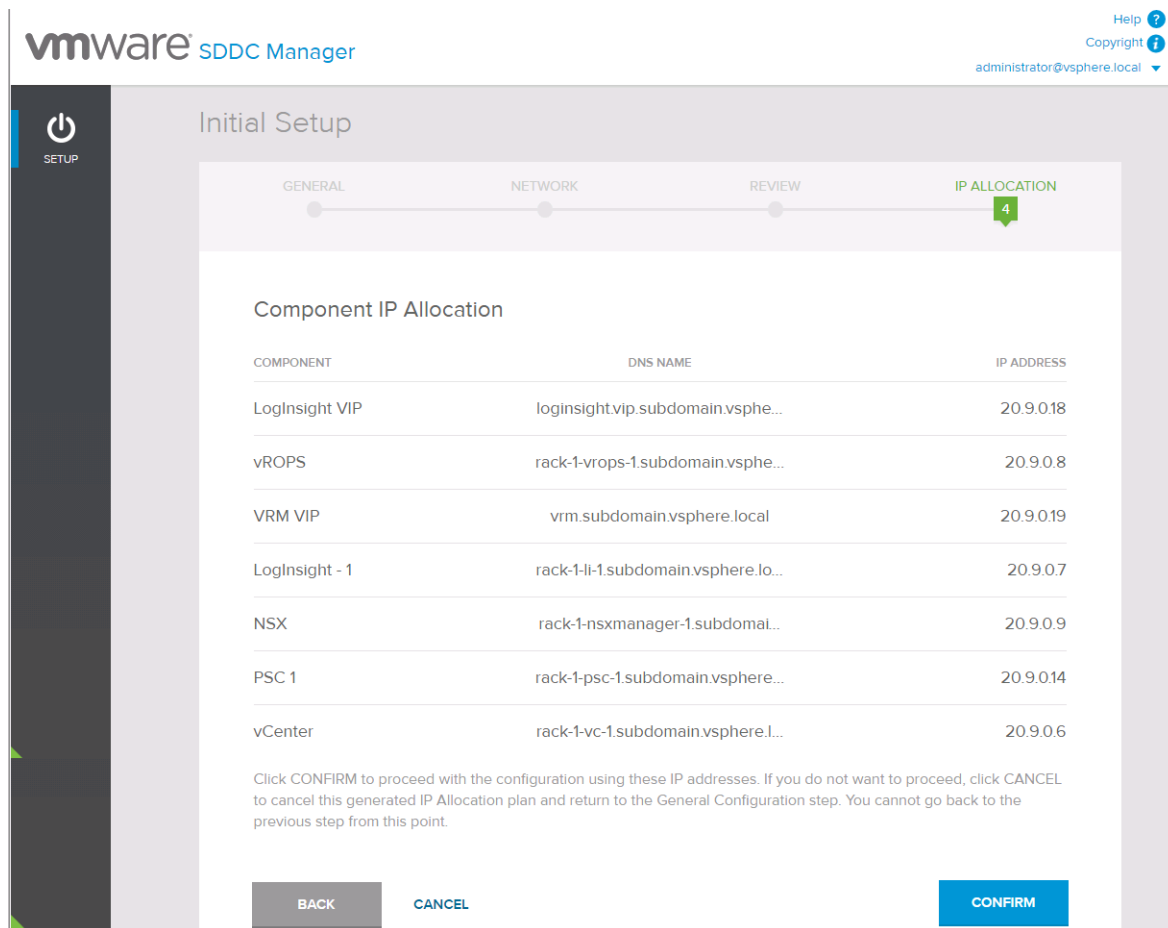 Help ?
vmware SDDC Manager
Copyright i
administrator@vsphere.local
SETUP
Initial Setup
GENERAL NETWORK REVIEW IP ALLOCATION
4
Component IP Allocation
COMPONENT DNS NAME IP ADDRESS
LogInsight VIP loginsight.vip.subdomain.vsphe... 20.9.0.18
vROPS rack-1-vrops-1.subdomain.vsphe... 20.9.0.8
VRM VIP vrm.subdomain.vsphere.local 20.9.0.19
LogInsight - 1 rack-1-li-1.subdomain.vsphere.lo... 20.9.0.7
NSX rack-1-nsxmanager-1.subdomai... 20.9.0.9
PSC 1 rack-1-psc-1.subdomain.vsphere... 20.9.0.14
vCenter rack-1-vc-1.subdomain.vsphere.l... 20.9.0.6
Click CONFIRM to proceed with the configuration using these IP addresses. If you do not want to proceed, click CANCEL
to cancel this generated IP Allocation plan and return to the General Configuration step. You cannot go back to the
previous step from this point.
BACK CANCEL CONFIRM